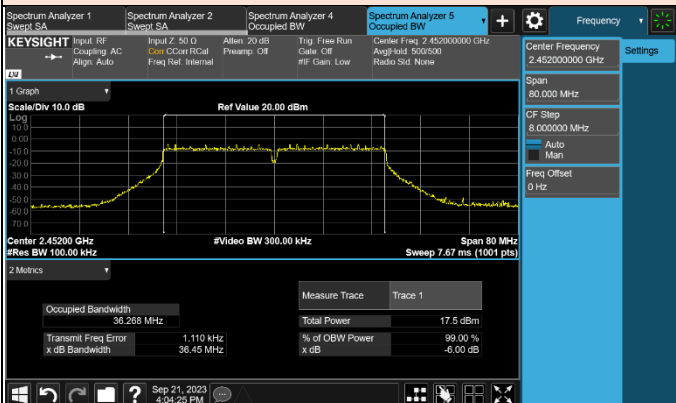 Spectrum Analyzer 1
Swept SA
Spectrum Analyzer 2
Swept SA
Spectrum Analyzer 4
Occupied BW
Spectrum Analyzer 5
Occupied BW
Frequency
KEYSIGHT
Input: RF
Coupling: AC
Align: Auto
Input Z: 50 Ω
Corr CCorr RCal
Freq Ref: Internal
Atten: 20 dB
Preamp: Off
Trig: Free Run
Gate: Off
#IF Gain: Low
Center Freq: 2.452000000 GHz
Avg|Hold: 500/500
Radio Std: None
Center Frequency
2.452000000 GHz
Settings
Span
80.000 MHz
CF Step
8.000000 MHz
Auto
Man
Freq Offset
0 Hz
1 Graph
Scale/Div 10.0 dB
Ref Value 20.00 dBm
Log
10.0
0.00
-10.0
-20.0
-30.0
-40.0
-50.0
-60.0
-70.0
Center 2.45200 GHz
#Video BW 300.00 kHz
Span 80 MHz
#Res BW 100.00 kHz
Sweep 7.67 ms (1001 pts)
2 Metrics
Measure Trace
Trace 1
Occupied Bandwidth
36.268 MHz
Total Power
17.5 dBm
Transmit Freq Error
1.110 kHz
% of OBW Power
99.00 %
x dB Bandwidth
36.45 MHz
x dB
-6.00 dB
?
Sep 21, 2023
4:04:25 PM